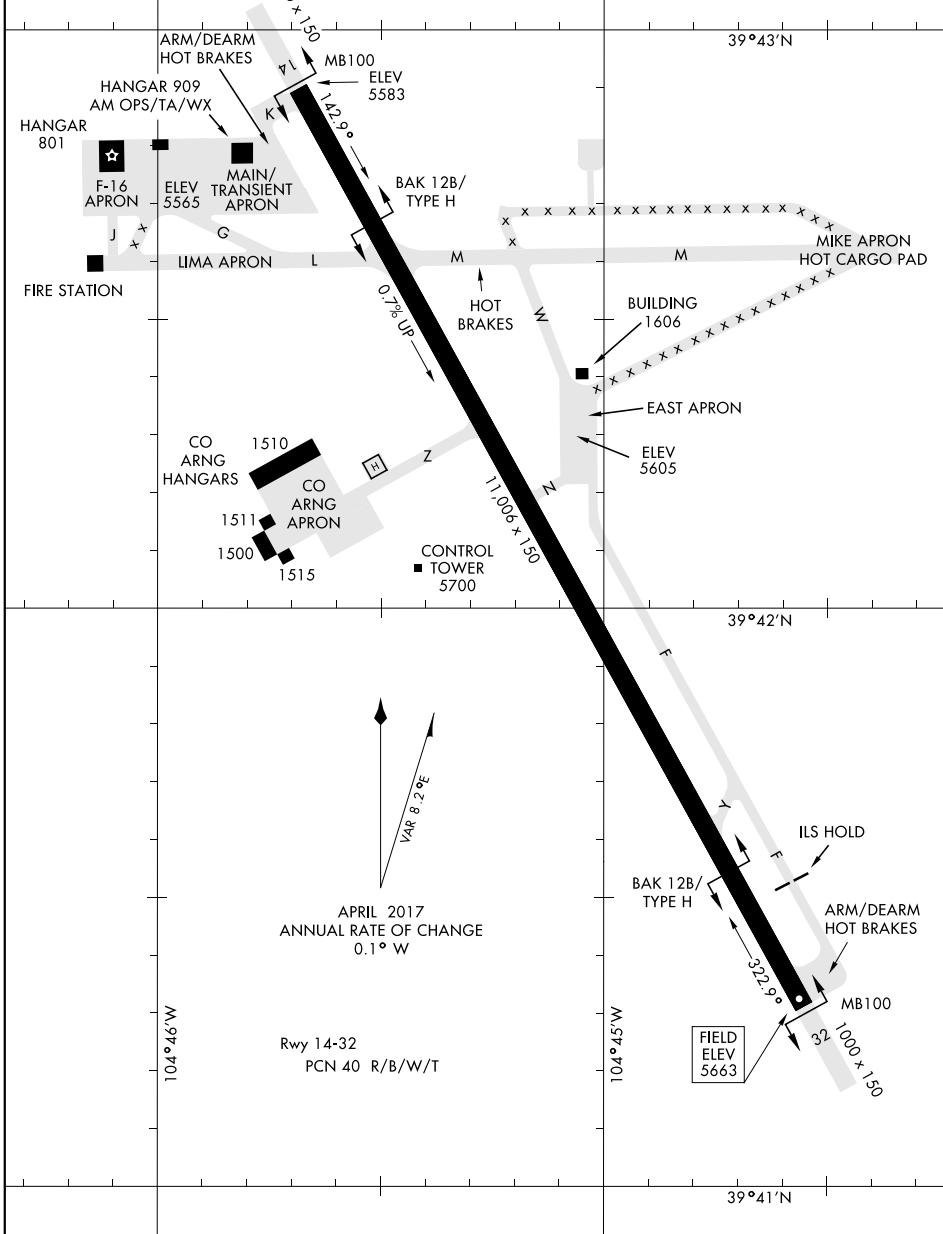 x 150
39°43'N
ARM/DEARM
HOT BRAKES
14
MB100
ELEV
5583
HANGAR 909
AM OPS/TA/WX
K
142.9°
HANGAR
801
F-16
APRON
ELEV
5565
MAIN/
TRANSIENT
APRON
BAK 12B/
TYPE H
J
G
LIMA APRON
L
M
M
MIKE APRON
HOT CARGO PAD
FIRE STATION
0.7% UP
HOT
BRAKES
W
BUILDING
1606
EAST APRON
ELEV
5605
CO
ARNG
HANGARS
1510
H
Z
N
CO
ARNG
APRON
11,006 x 150
1511
1500
1515
CONTROL
TOWER
5700
39°42'N
F
VAR 8.2°E
Y
F
ILS HOLD
BAK 12B/
TYPE H
APRIL 2017
ANNUAL RATE OF CHANGE
0.1° W
ARM/DEARM
HOT BRAKES
322.9°
MB100
104°46'W
104°45'W
Rwy 14-32
PCN 40 R/B/W/T
FIELD
ELEV
5663
32
1000 x 150
39°41'N